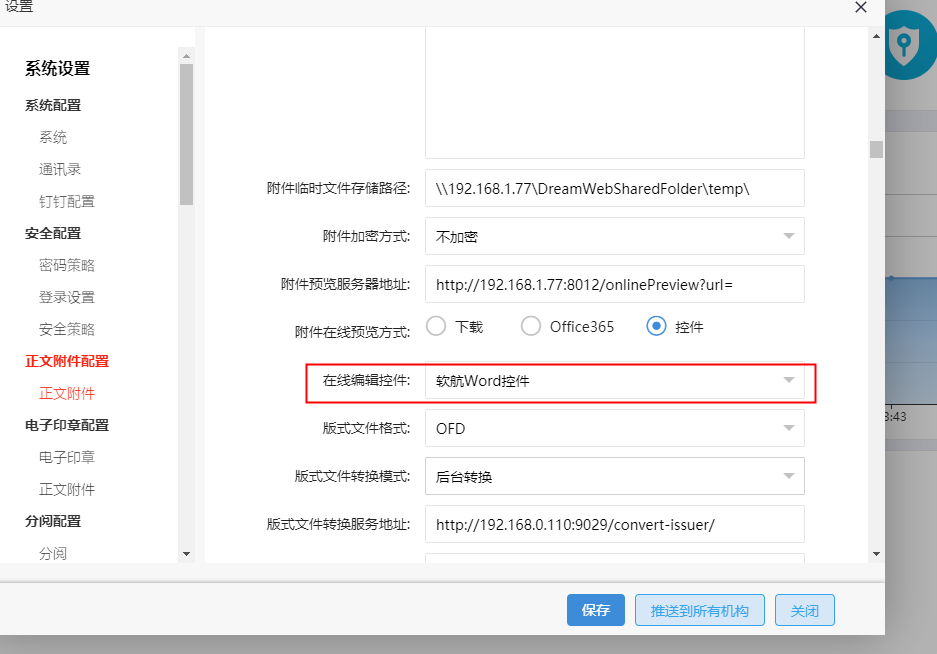 设置
系统设置
系统配置
系统
通讯录
钉钉配置
安全配置
密码策略
登录设置
安全策略
正文附件配置
正文附件
电子印章配置
电子印章
正文附件
分阅配置
分阅
附件临时文件存储路径: \\192.168.1.77\DreamWebSharedFolder\temp\
附件加密方式: 不加密
附件预览服务器地址: http://192.168.1.77:8012/onlinePreview?url=
附件在线预览方式: 下载 Office365 控件
在线编辑控件: 软航Word控件
版式文件格式: OFD
版式文件转换模式: 后台转换
版式文件转换服务地址: http://192.168.0.110:9029/convert-issuer/
保存 推送到所有机构 关闭